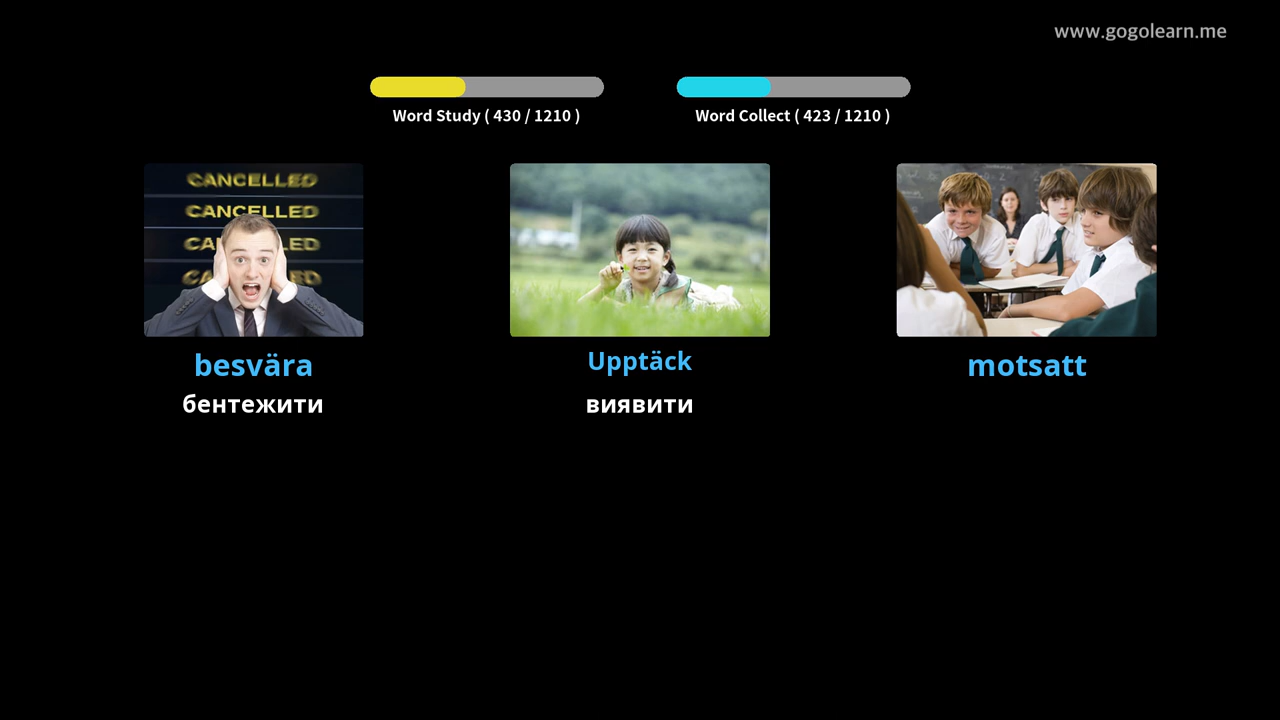 www.gogolearn.me
Word Study ( 430 / 1210 )
Word Collect ( 423 / 1210 )
CANCELLED
CANCELLED
besvära
бентежити
Upptäck
виявити
motsatt